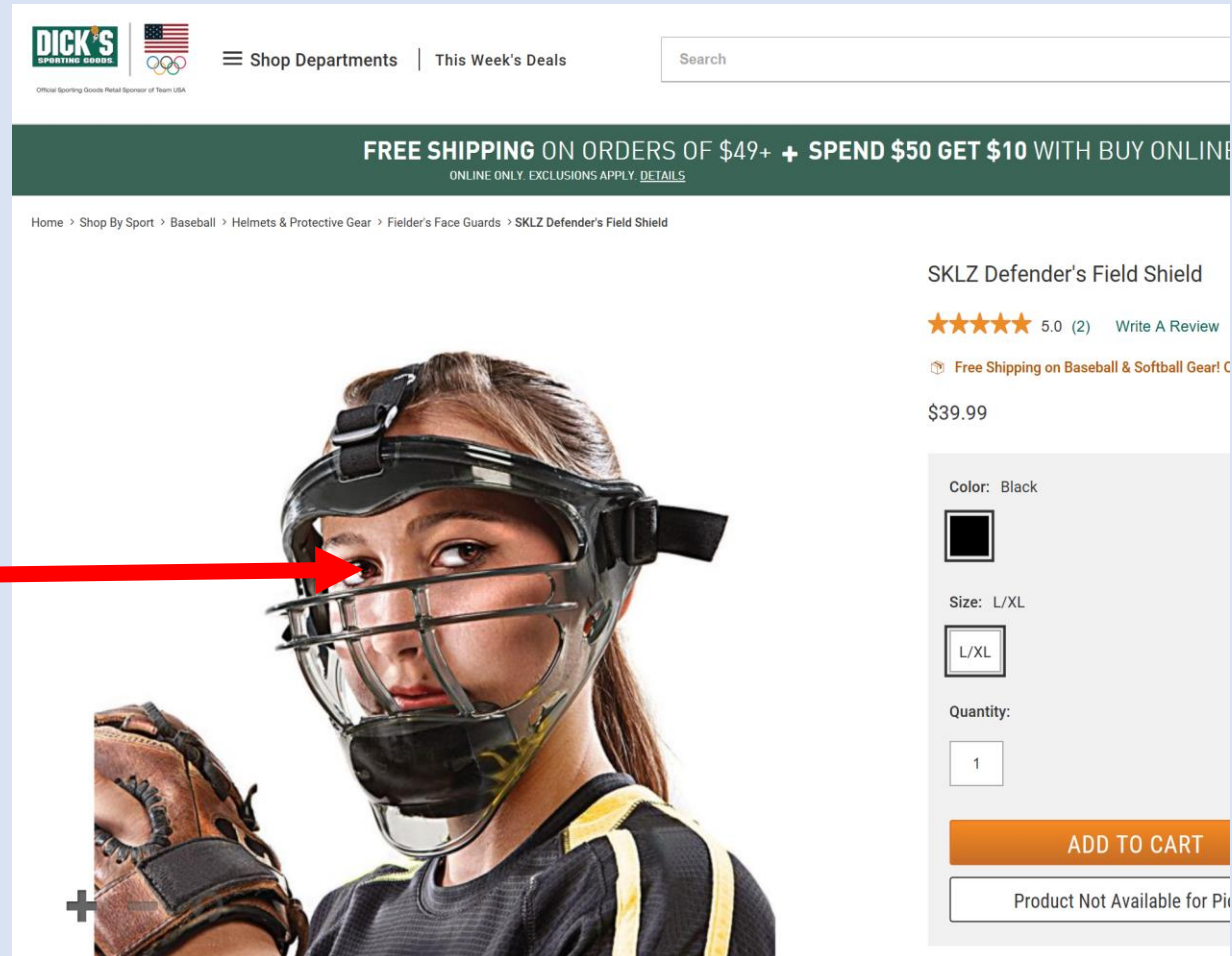 DICK'S
SPORTING GOODS
Official Sporting Goods Retail Sponsor of Team USA
Shop Departments
This Week's Deals
Search
FREE SHIPPING ON ORDERS OF $49+ + SPEND $50 GET $10 WITH BUY ONLINE
ONLINE ONLY. EXCLUSIONS APPLY. DETAILS
Home > Shop By Sport > Baseball > Helmets & Protective Gear > Fielder's Face Guards > SKLZ Defender's Field Shield
SKLZ Defender's Field Shield
5.0 (2) Write A Review
Free Shipping on Baseball & Softball Gear!
$39.99
Color: Black
Size: L/XL
L/XL
Quantity:
1
ADD TO CART
Product Not Available for